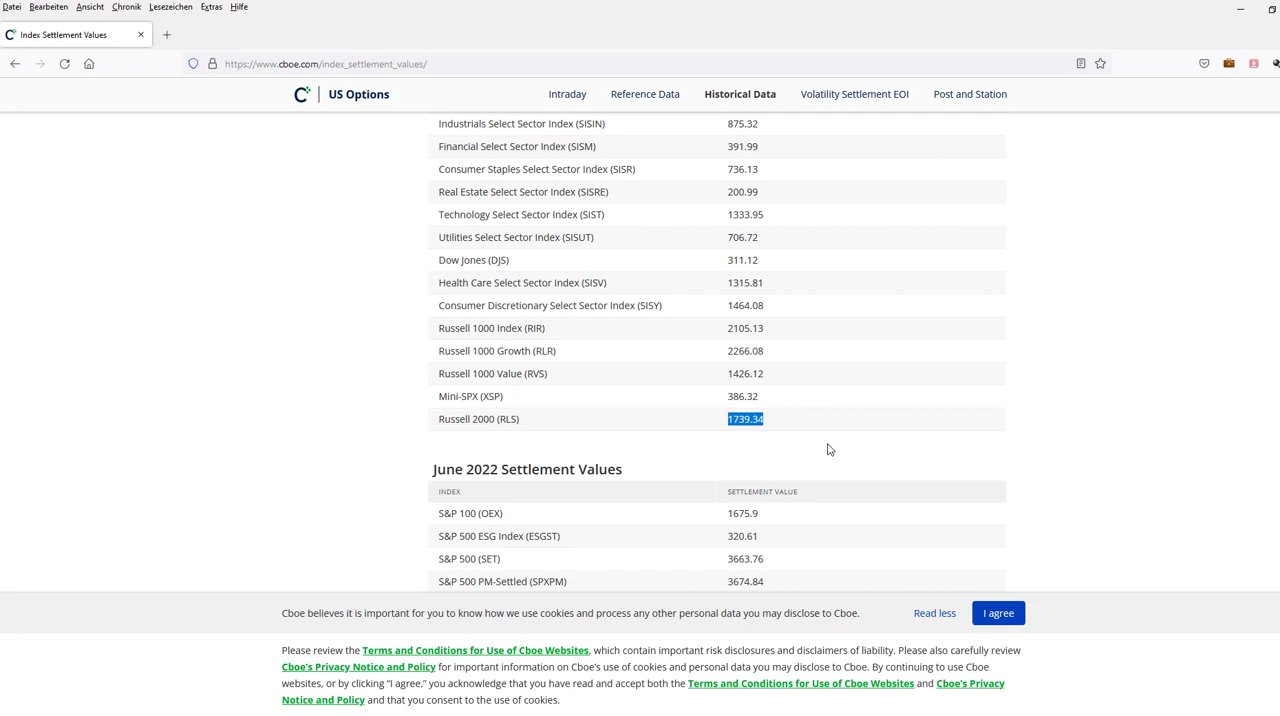 Datei Bearbeiten Ansicht Chronik Lesezeichen Extras Hilfe
Index Settlement Values
https://www.cboe.com/index_settlement_values/
US Options Intraday Reference Data Historical Data Volatility Settlement EOI Post and Station
Industrials Select Sector Index (SISIN) 875.32
Financial Select Sector Index (SISM) 391.99
Consumer Staples Select Sector Index (SISR) 736.13
Real Estate Select Sector Index (SISRE) 200.99
Technology Select Sector Index (SIST) 1333.95
Utilities Select Sector Index (SISUT) 706.72
Dow Jones (DJS) 311.12
Health Care Select Sector Index (SISV) 1315.81
Consumer Discretionary Select Sector Index (SISY) 1464.08
Russell 1000 Index (RIR) 2105.13
Russell 1000 Growth (RLR) 2266.08
Russell 1000 Value (RVS) 1426.12
Mini-SPX (XSP) 386.32
Russell 2000 (RLS) 1739.34
June 2022 Settlement Values
INDEX SETTLEMENT VALUE
S&P 100 (OEX) 1675.9
S&P 500 ESG Index (ESGST) 320.61
S&P 500 (SET) 3663.76
S&P 500 PM-Settled (SPXPM) 3674.84
Cboe believes it is important for you to know how we use cookies and process any other personal data you may disclose to Cboe. Read less I agree
Please review the Terms and Conditions for Use of Cboe Websites, which contain important risk disclosures and disclaimers of liability. Please also carefully review
Cboe's Privacy Notice and Policy for important information on Cboe's use of cookies and personal data you may disclose to Cboe. By continuing to use Cboe
websites, or by clicking “I agree,” you acknowledge that you have read and accept both the Terms and Conditions for Use of Cboe Websites and Cboe's Privacy
Notice and Policy and that you consent to the use of cookies.